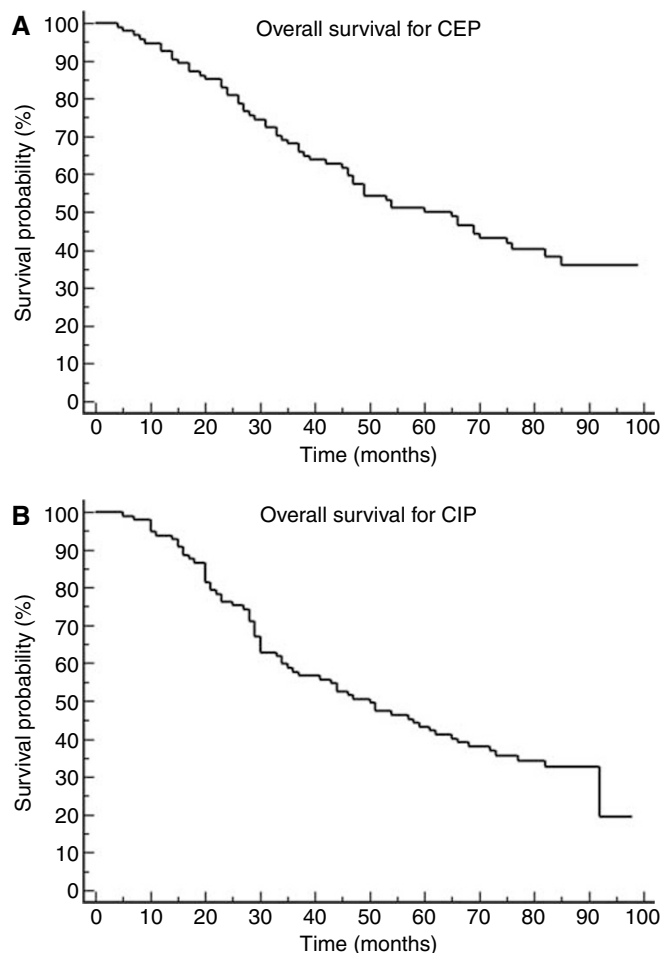 A Overall survival for CEP
Survival probability (%)
100
90
80
70
60
50
40
30
20
10
0
0 10 20 30 40 50 60 70 80 90 100
Time (months)
B Overall survival for CIP
Survival probability (%)
100
90
80
70
60
50
40
30
20
10
0
0 10 20 30 40 50 60 70 80 90 100
Time (months)